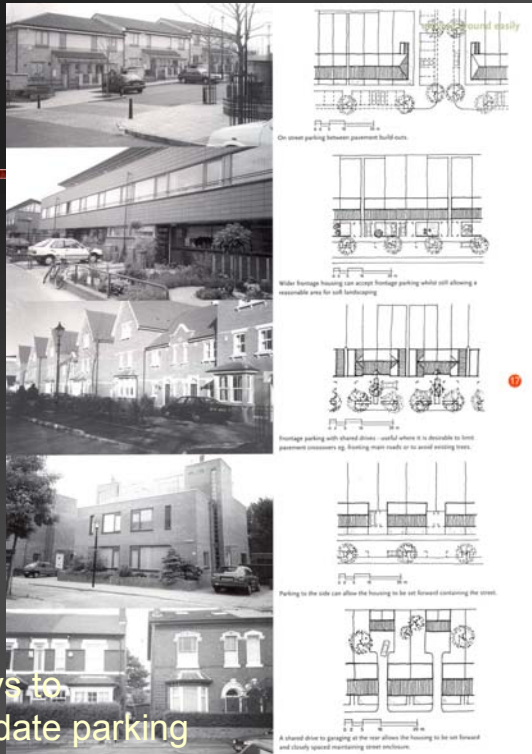 ound easily
On street parking between pavement build-outs.
Wider frontage housing can accept frontage parking whilst still allowing a
reasonable area for soft landscaping
17
Frontage parking with shared drives - useful where it is desirable to limit
pavement crossovers eg. fronting main roads or to avoid existing trees.
Parking to the side can allow the housing to be set forward containing the street.
A shared drive to garaging at the rear allows the housing to be set forward
and closely spaced maintaining street enclosure.
ys to
date parking